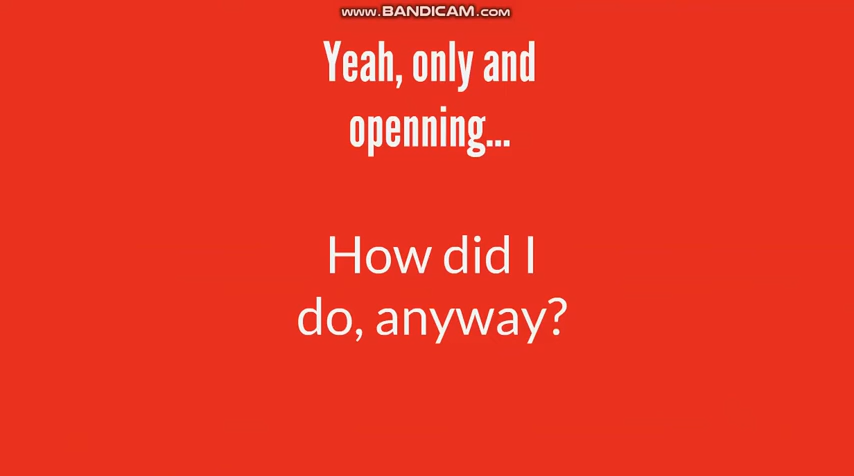 www.BANDICAM.com
Yeah, only and
openning...
How did I
do, anyway?